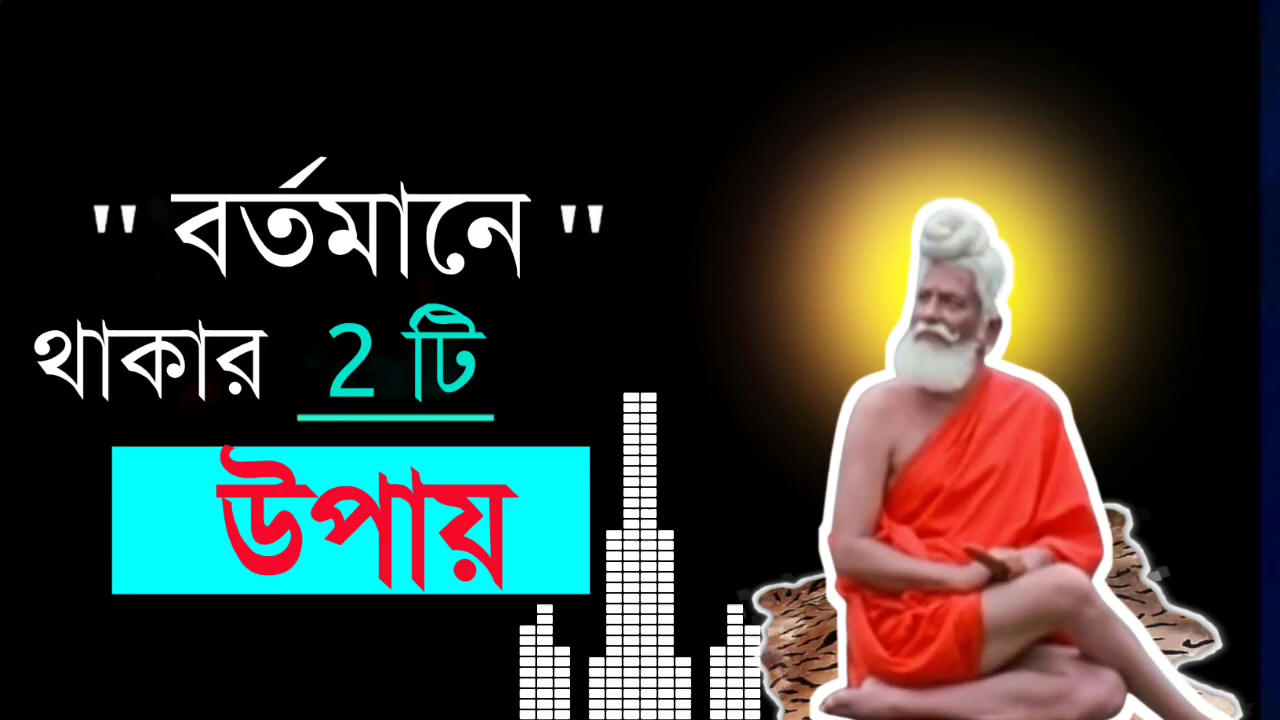 " বর্তমানে "
থাকার 2 টি
উপায়